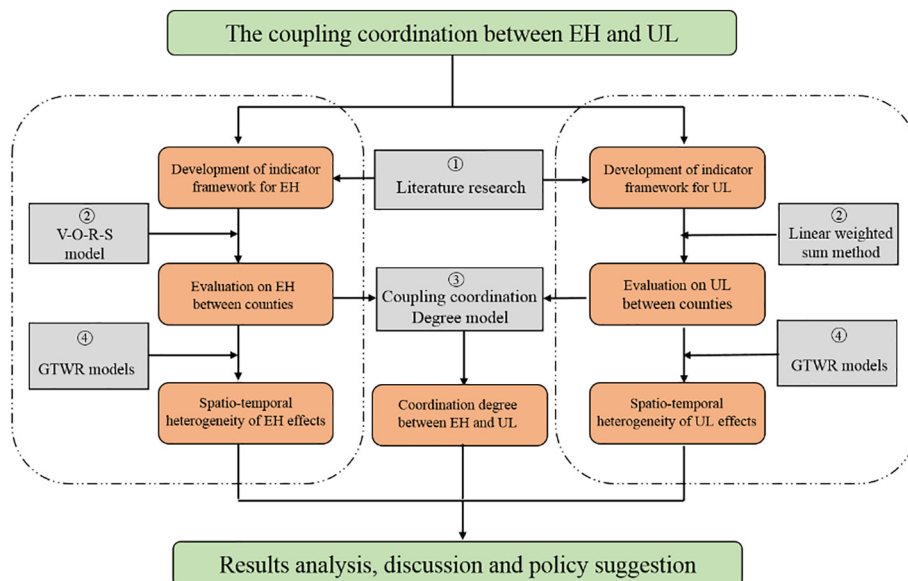 The coupling coordination between EH and UL
Development of indicator
framework for EH
①
Literature research
Development of indicator
framework for UL
②
V-O-R-S
model
②
Linear weighted
sum method
Evaluation on EH
between counties
③
Coupling coordination
Degree model
Evaluation on UL
between counties
④
GTWR models
④
GTWR models
Spatio-temporal
heterogeneity of EH effects
Coordination degree
between EH and UL
Spatio-temporal
heterogeneity of UL effects
Results analysis, discussion and policy suggestion